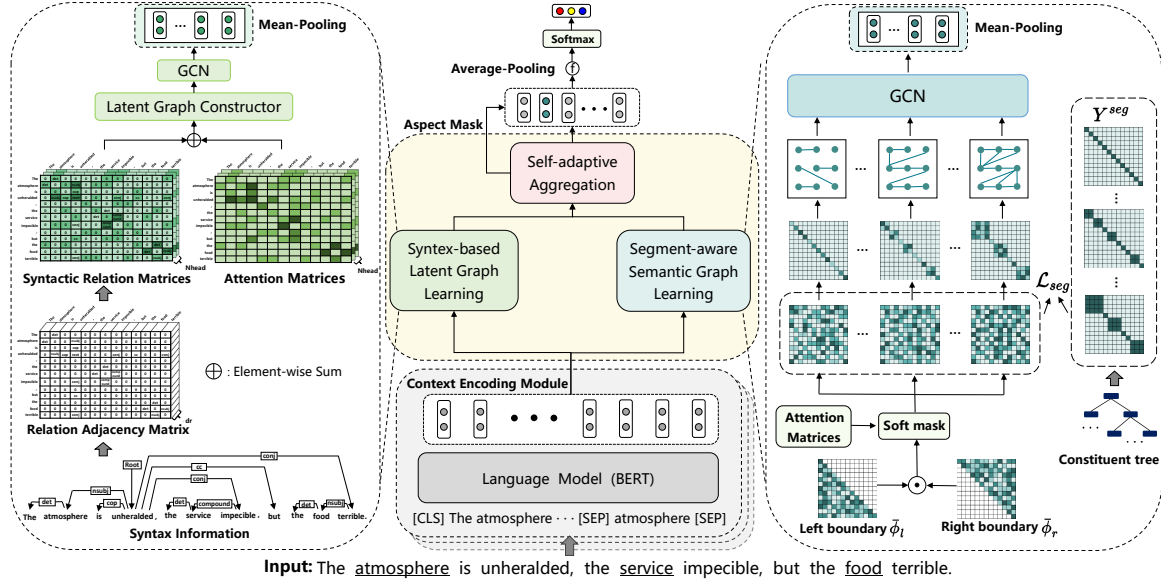 Mean-Pooling
GCN
Latent Graph Constructor
Syntactic Relation Matrices
Nhead
Attention Matrices
Nhead
Relation Adjacency Matrix
dr
⊕ : Element-wise Sum
Root
conj
cc
conj
nsubj
det
cop
det
compound
det
nsubj
The atmosphere is unheralded, the service impecible, but the food terrible.
Syntax Information
Softmax
Average-Pooling
f
Aspect Mask
Self-adaptive
Aggregation
Syntex-based
Latent Graph
Learning
Segment-aware
Semantic Graph
Learning
Context Encoding Module
Language Model (BERT)
[CLS] The atmosphere ··· [SEP] atmosphere [SEP]
Mean-Pooling
GCN
Y^seg
𝓛_seg
Attention
Matrices
Soft mask
Constituent tree
Left boundary ϕ̄_l
Right boundary ϕ̄_r
Input: The atmosphere is unheralded, the service impecible, but the food terrible.